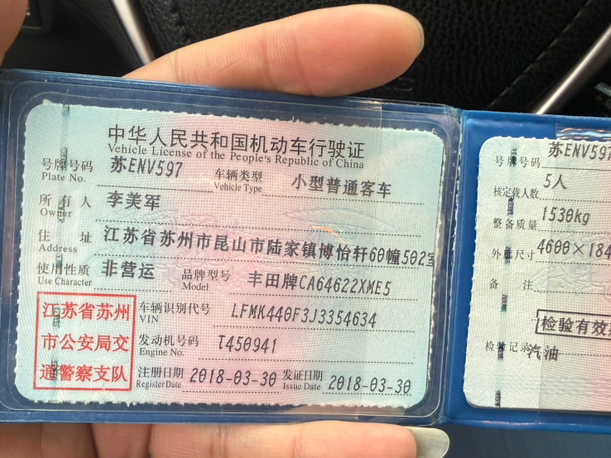 中华人民共和国机动车行驶证
Vehicle License of the People's Republic of China
号牌号码 苏ENV597 车辆类型 小型普通客车
Plate No. Vehicle Type
所有人 李美军
Owner
住址 江苏省苏州市昆山市陆家镇博怡轩60幢502室
Address
使用性质 非营运 品牌型号 丰田牌CA64622XME5
Use Character Model
江苏省苏州
市公安局交
通警察支队
车辆识别代号 LFMK440F3J3354634
VIN
发动机号码 T450941
Engine No.
注册日期 2018-03-30 发证日期 2018-03-30
Register Date Issue Date
号牌号码 苏ENV597
核定载人数 5人
整备质量 1530kg
外廓尺寸 4600×184
备注
检验有效期
检验记录 汽油